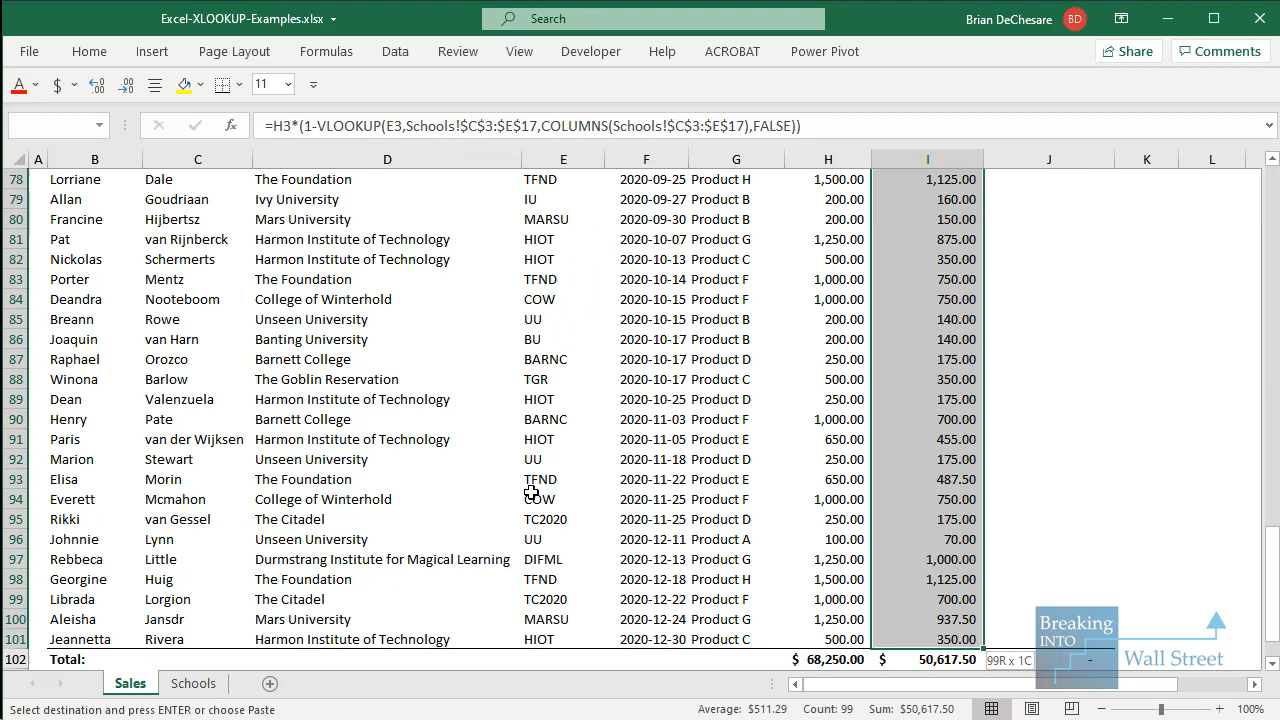 Excel-XLOOKUP-Examples.xlsx
Search
Brian DeChesare
BD
File Home Insert Page Layout Formulas Data Review View Developer Help ACROBAT Power Pivot
Share
Comments
A $ 11
fx =H3*(1-VLOOKUP(E3,Schools!$C$3:$E$17,COLUMNS(Schools!$C$3:$E$17),FALSE))
A B C D E F G H I J K L
78 Lorriane Dale The Foundation TFND 2020-09-25 Product H 1,500.00 1,125.00
79 Allan Goudriaan Ivy University IU 2020-09-27 Product B 200.00 160.00
80 Francine Hijbertsz Mars University MARSU 2020-09-30 Product B 200.00 150.00
81 Pat van Rijnberck Harmon Institute of Technology HIOT 2020-10-07 Product G 1,250.00 875.00
82 Nickolas Schermerts Harmon Institute of Technology HIOT 2020-10-13 Product C 500.00 350.00
83 Porter Mentz The Foundation TFND 2020-10-14 Product F 1,000.00 750.00
84 Deandra Nooteboom College of Winterhold COW 2020-10-15 Product F 1,000.00 750.00
85 Breann Rowe Unseen University UU 2020-10-15 Product B 200.00 140.00
86 Joaquin van Harn Banting University BU 2020-10-17 Product B 200.00 140.00
87 Raphael Orozco Barnett College BARNC 2020-10-17 Product D 250.00 175.00
88 Winona Barlow The Goblin Reservation TGR 2020-10-17 Product C 500.00 350.00
89 Dean Valenzuela Harmon Institute of Technology HIOT 2020-10-25 Product D 250.00 175.00
90 Henry Pate Barnett College BARNC 2020-11-03 Product F 1,000.00 700.00
91 Paris van der Wijksen Harmon Institute of Technology HIOT 2020-11-05 Product E 650.00 455.00
92 Marion Stewart Unseen University UU 2020-11-18 Product D 250.00 175.00
93 Elisa Morin The Foundation TFND 2020-11-22 Product E 650.00 487.50
94 Everett Mcmahon College of Winterhold COW 2020-11-25 Product F 1,000.00 750.00
95 Rikki van Gessel The Citadel TC2020 2020-11-25 Product D 250.00 175.00
96 Johnnie Lynn Unseen University UU 2020-12-11 Product A 100.00 70.00
97 Rebbeca Little Durmstrang Institute for Magical Learning DIFML 2020-12-13 Product G 1,250.00 1,000.00
98 Georgine Huig The Foundation TFND 2020-12-18 Product H 1,500.00 1,125.00
99 Librada Lorgion The Citadel TC2020 2020-12-22 Product F 1,000.00 700.00
100 Aleisha Jansdr Mars University MARSU 2020-12-24 Product G 1,250.00 937.50
101 Jeannetta Rivera Harmon Institute of Technology HIOT 2020-12-30 Product C 500.00 350.00
102 Total: $ 68,250.00 $ 50,617.50 99R x 1C -
Breaking
INTO
Wall Street
Sales Schools
Select destination and press ENTER or choose Paste Average: $511.29 Count: 99 Sum: $50,617.50 100%